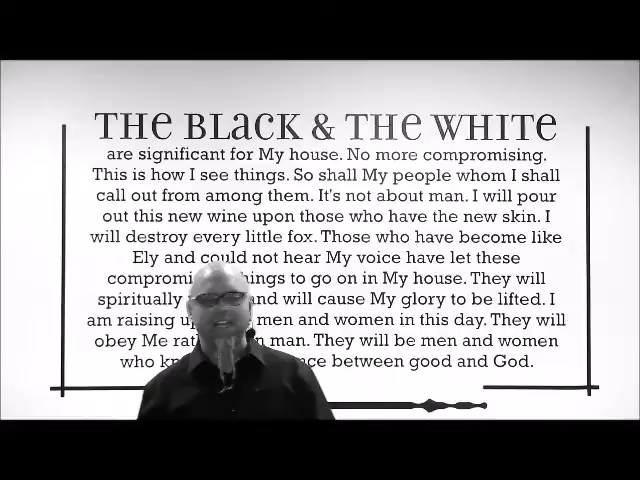 THE BLACK & THE WHITE
are significant for My house. No more compromising.
This is how I see things. So shall My people whom I shall
call out from among them. It's not about man. I will pour
out this new wine upon those who have the new skin. I
will destroy every little fox. Those who have become like
Ely and could not hear My voice have let these
things to go on in My house. They will
spiritually and will cause My glory to be lifted. I
am raising men and women in this day. They will
obey Me man. They will be men and women
who between good and God.